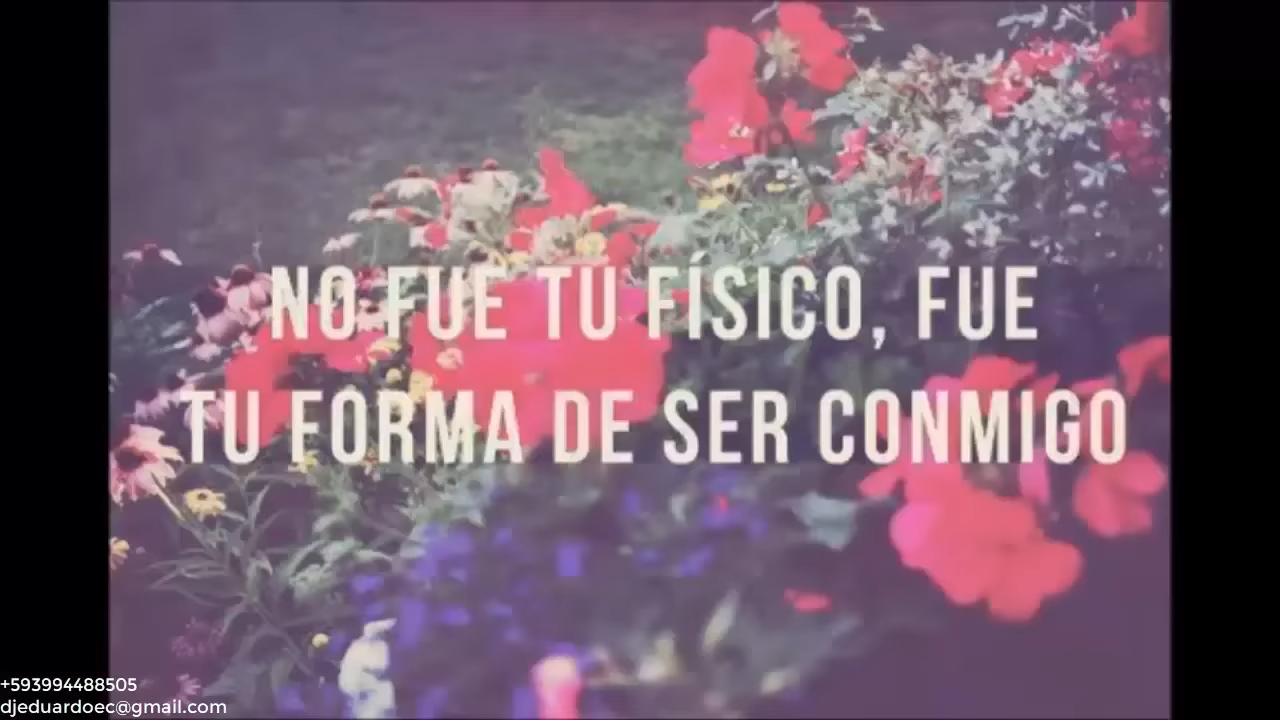 NO FUE TU FÍSICO, FUE
TU FORMA DE SER CONMIGO
+593994488505
djeduardoec@gmail.com